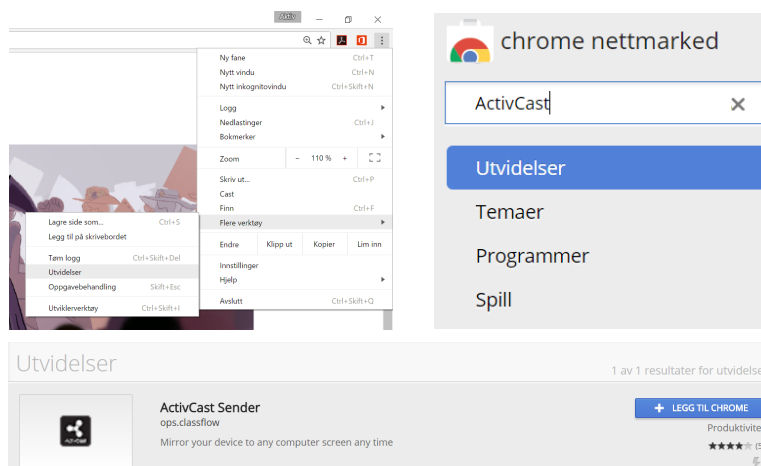 Aktiv
Ny fane Ctrl+T
Nytt vindu Ctrl+N
Nytt inkognitovindu Ctrl+Skift+N
Logg
Nedlastinger Ctrl+J
Bokmerker
Zoom - 110 % +
Skriv ut... Ctrl+P
Cast
Finn Ctrl+F
Flere verktøy
Endre Klipp ut Kopier Lim inn
Innstillinger
Hjelp
Avslutt Ctrl+Skift+Q
Lagre side som... Ctrl+S
Legg til på skrivebordet
Tøm logg Ctrl+Skift+Del
Utvidelser
Oppgavebehandling Skift+Esc
Utviklerverktøy Ctrl+Skift+I
chrome nettmarked
ActivCast
Utvidelser
Temaer
Programmer
Spill
Utvidelser
1 av 1 resultater for utvidelse
ActivCast Sender
ops.classflow
Mirror your device to any computer screen any time
+ LEGG TIL CHROME
Produktivite